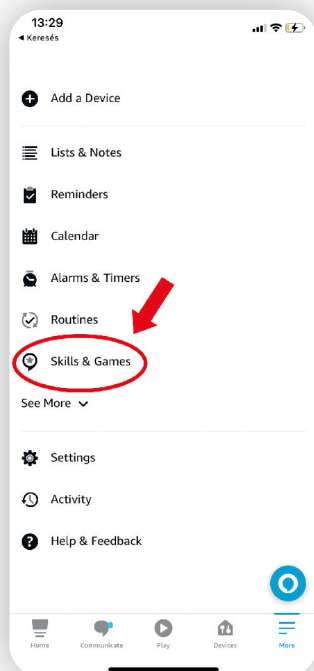 13:29
◀ Keresés
Add a Device
Lists & Notes
Reminders
Calendar
Alarms & Timers
Routines
Skills & Games
See More
Settings
Activity
Help & Feedback
Home Communicate Play Devices More